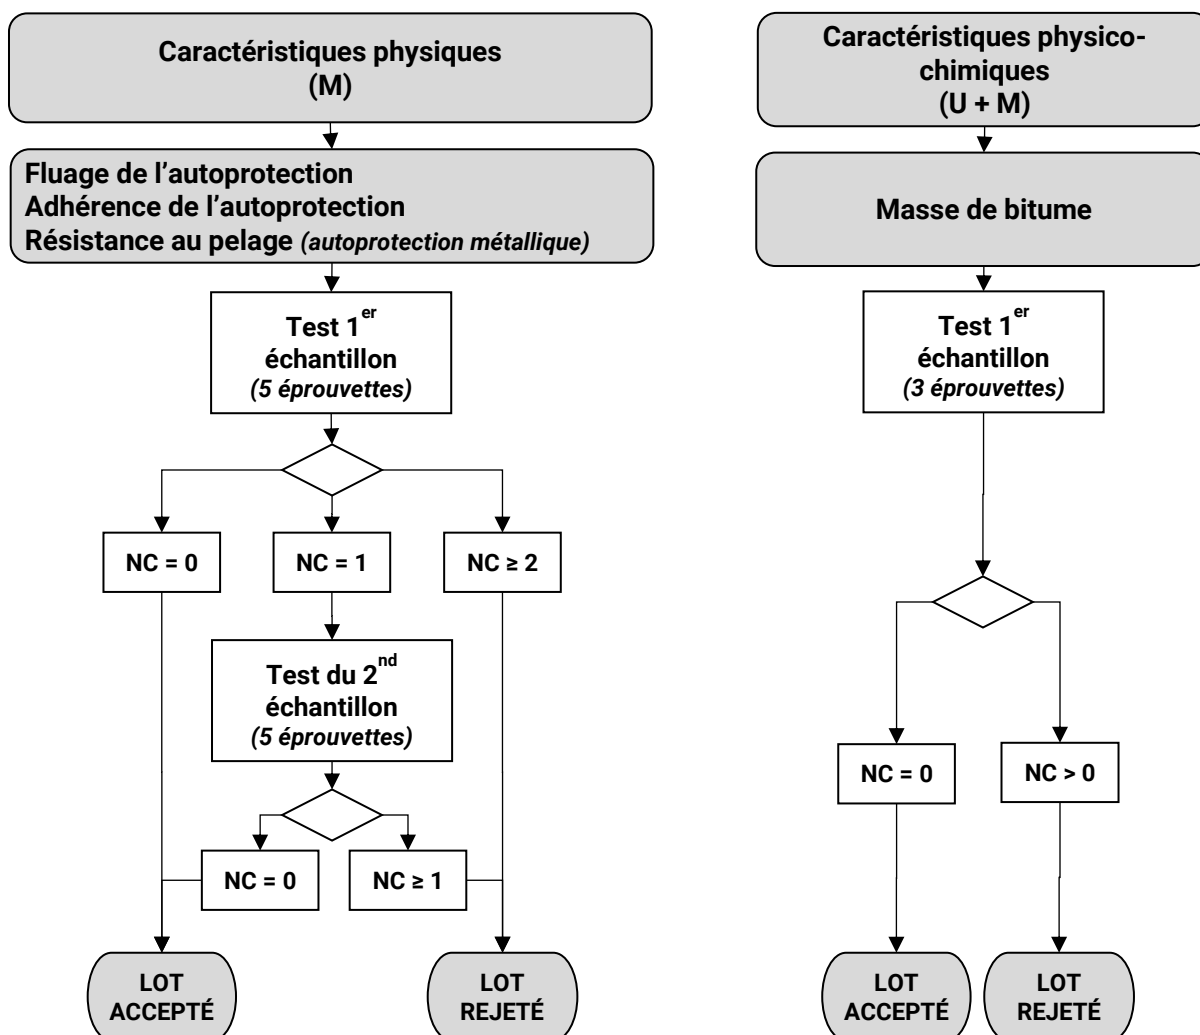 Caractéristiques physiques
(M)
Fluage de l'autoprotection
Adhérence de l'autoprotection
Résistance au pelage (autoprotection métallique)
Test 1er
échantillon
(5 éprouvettes)
NC = 0
NC = 1
NC ≥ 2
Test du 2nd
échantillon
(5 éprouvettes)
NC = 0
NC ≥ 1
LOT
ACCEPTÉ
LOT
REJETÉ
Caractéristiques physico-
chimiques
(U + M)
Masse de bitume
Test 1er
échantillon
(3 éprouvettes)
NC = 0
NC > 0
LOT
ACCEPTÉ
LOT
REJETÉ